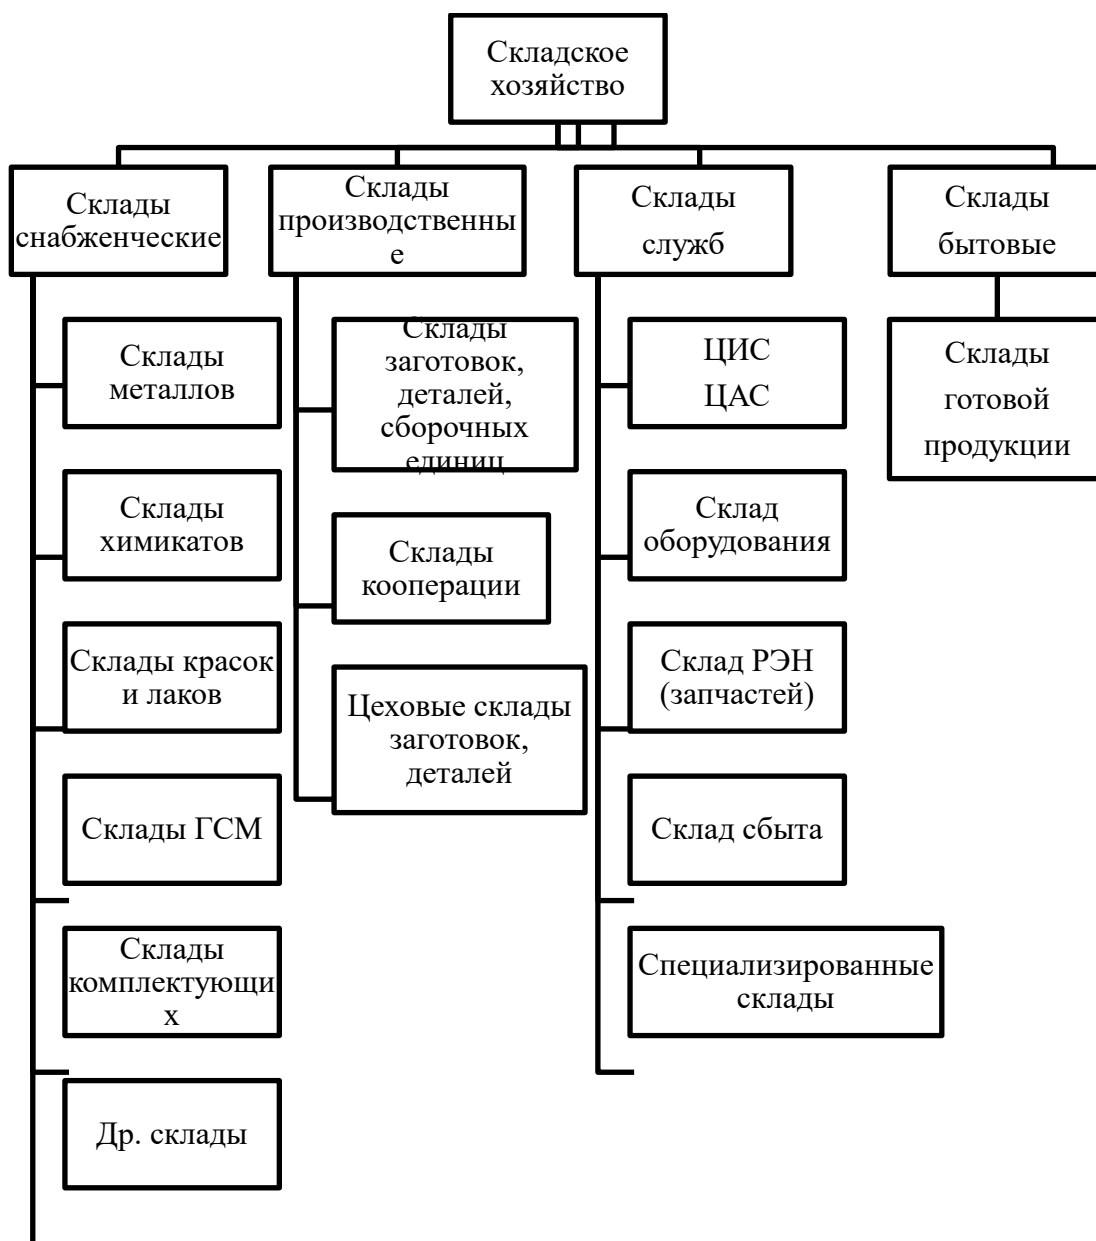 Складское
хозяйство
Склады
снабженческие
Склады
производственны
е
Склады
служб
Склады
бытовые
Склады
металлов
Склады
химикатов
Склады красок
и лаков
Склады ГСМ
Склады
комплектующи
х
Др. склады
Склады
заготовок,
деталей,
сборочных
единиц
Склады
кооперации
Цеховые склады
заготовок,
деталей
ЦИС
ЦАС
Склад
оборудования
Склад РЭН
(запчастей)
Склад сбыта
Специализированные
склады
Склады
готовой
продукции